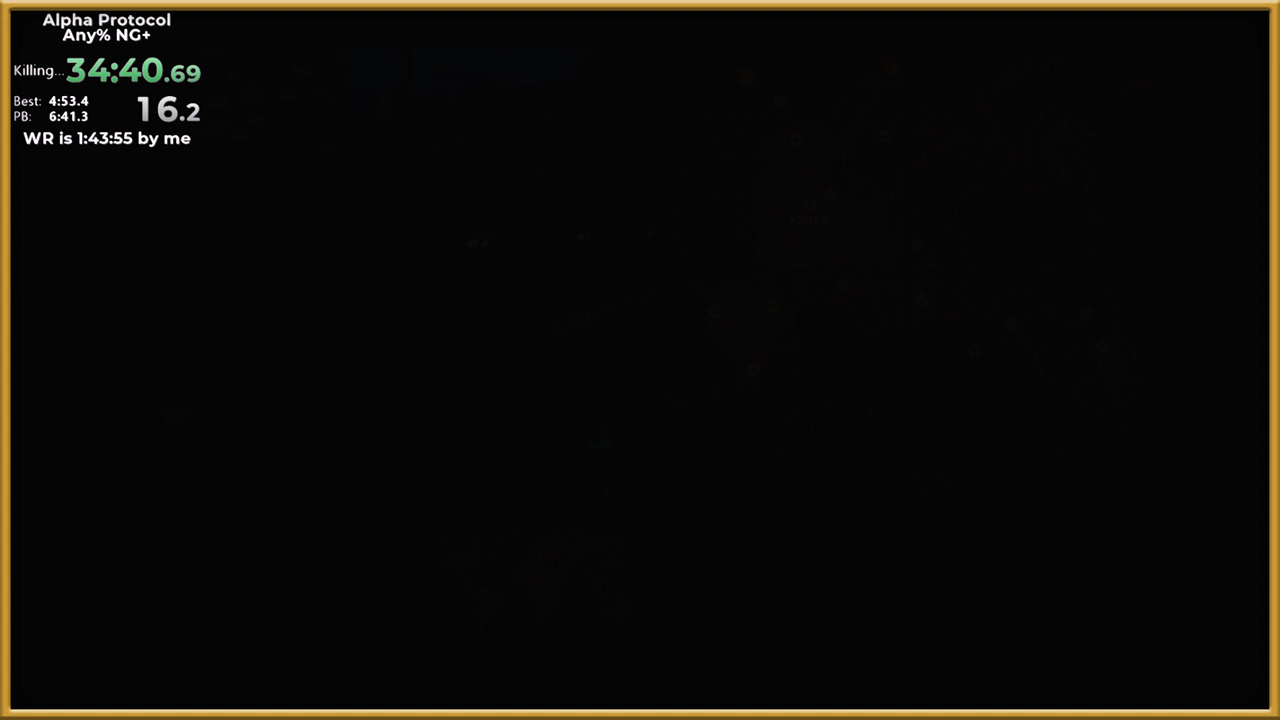 Alpha Protocol
Any% NG+
Killing... 34:40.69
Best: 4:53.4
PB: 6:41.3 16.2
WR is 1:43:55 by me